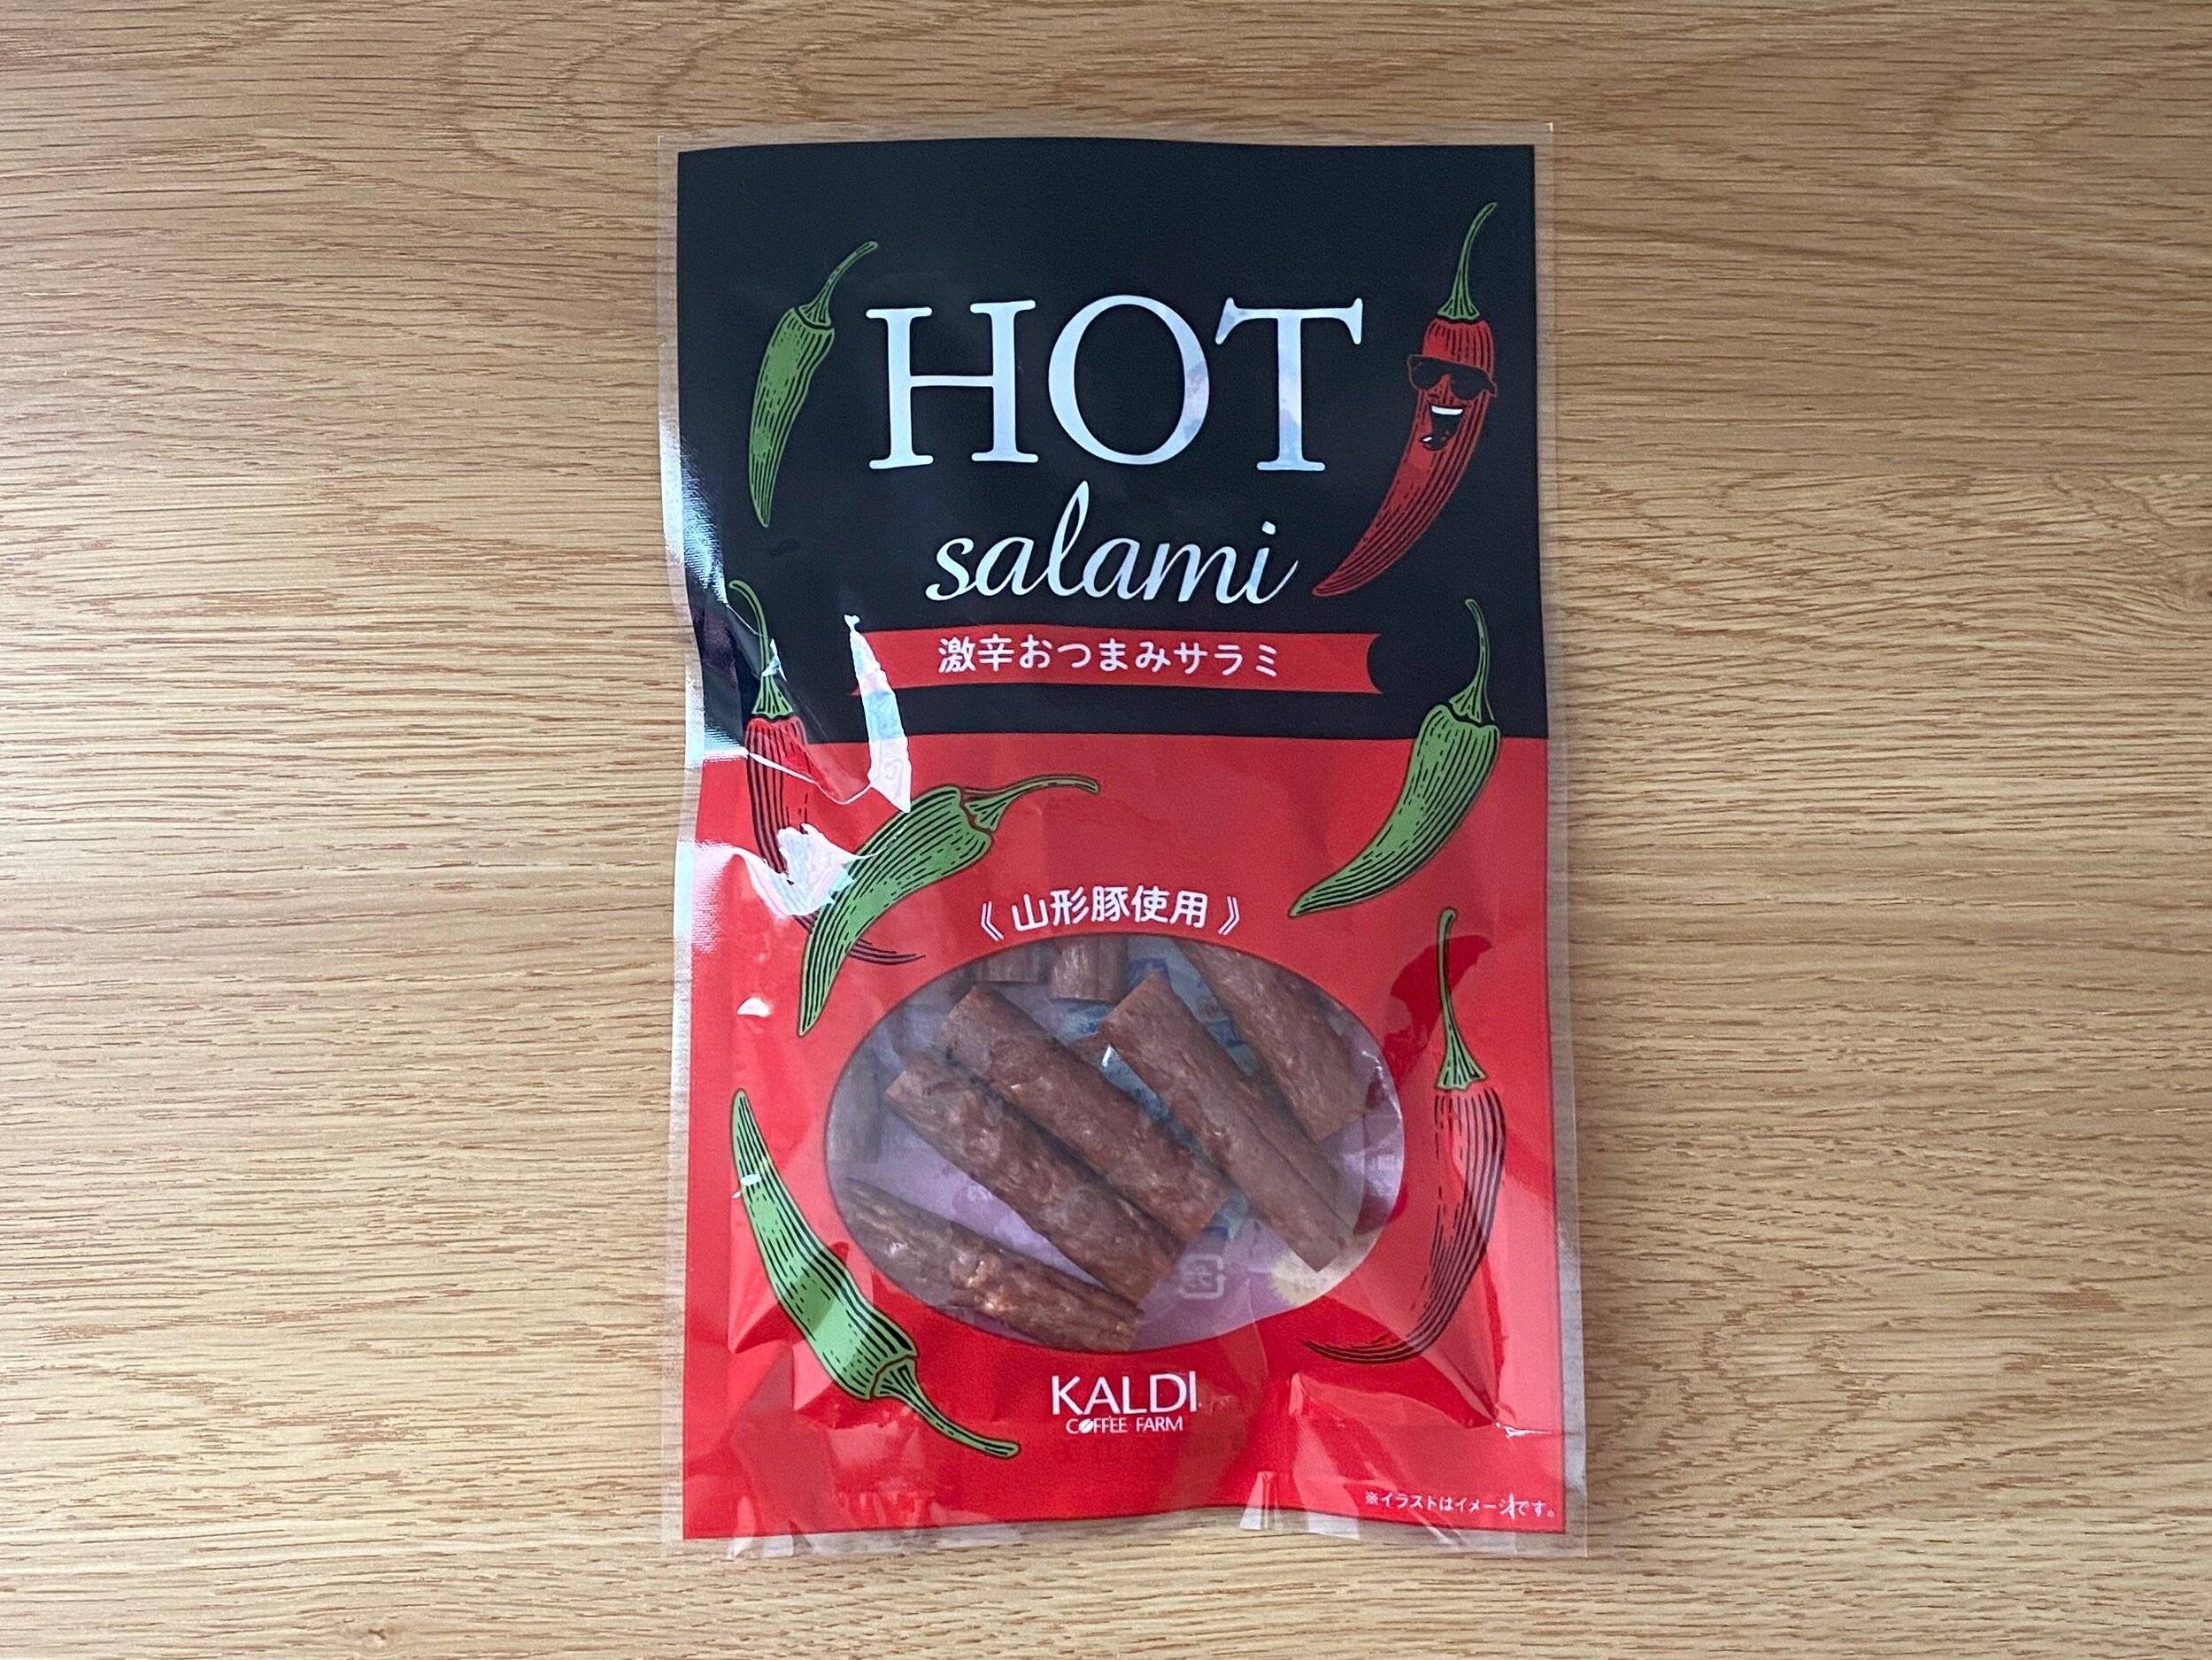 HOT
salami
激辛おつまみサラミ
《 山形豚使用 》
KALDI
COFFEE FARM
※イラストはイメージです。